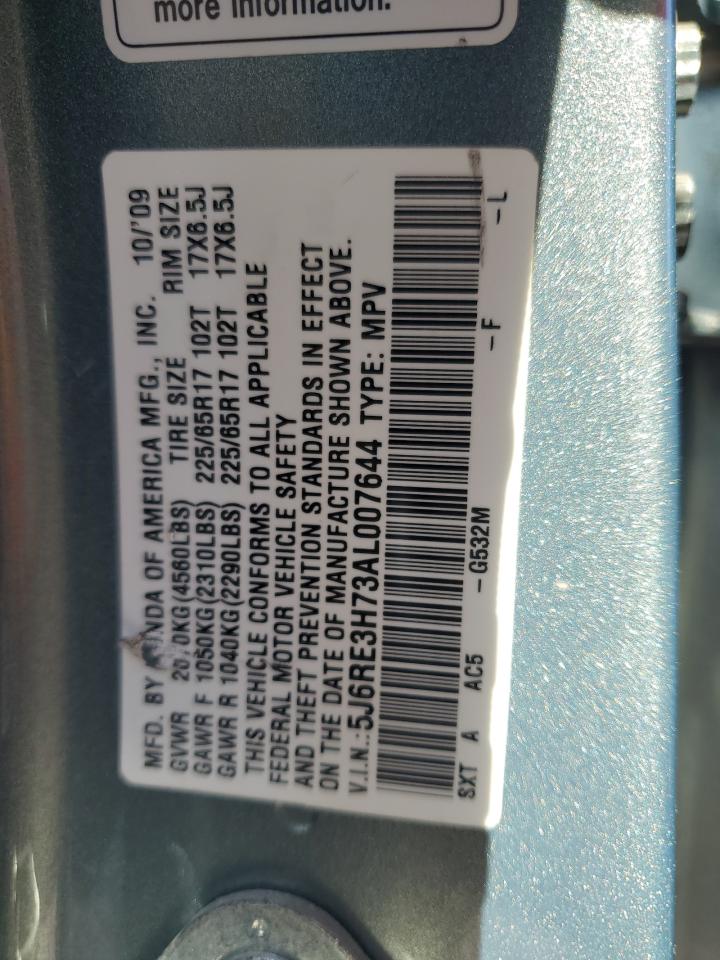 more information.
MFD. BY HONDA OF AMERICA MFG., INC. 10/'09
GVWR 2070KG(4560LBS) TIRE SIZE RIM SIZE
GAWR F 1050KG(2310LBS) 225/65R17 102T 17X6.5J
GAWR R 1040KG(2290LBS) 225/65R17 102T 17X6.5J
THIS VEHICLE CONFORMS TO ALL APPLICABLE
FEDERAL MOTOR VEHICLE SAFETY
AND THEFT PREVENTION STANDARDS IN EFFECT
ON THE DATE OF MANUFACTURE SHOWN ABOVE.
V.I.N.:5J6RE3H73AL007644 TYPE: MPV
SXT A AC5 -G532M -F -L